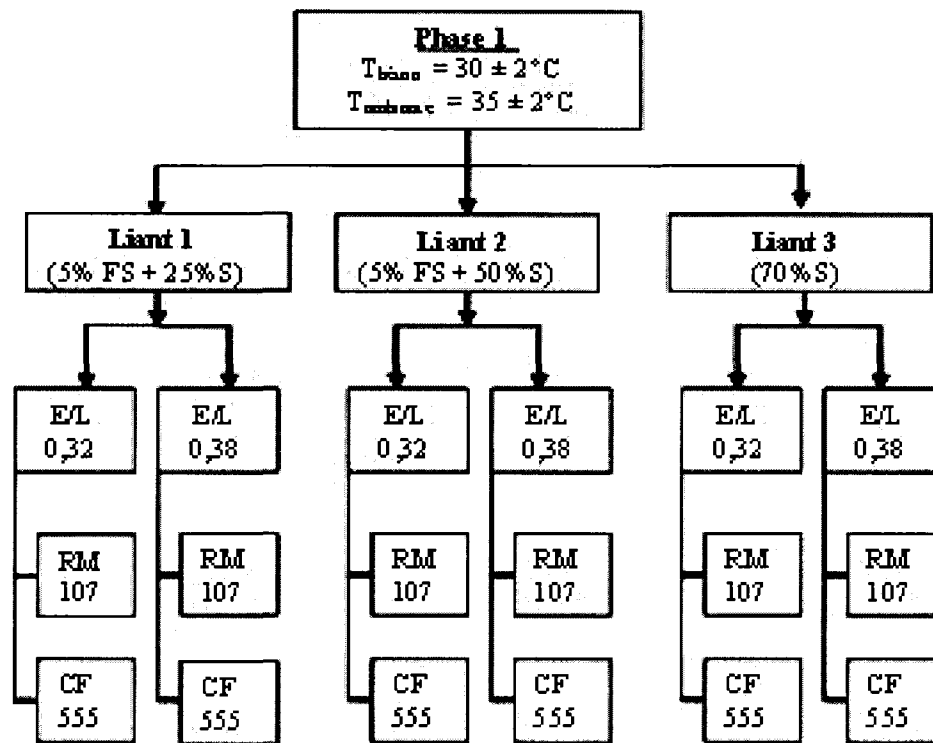 Phase 1
T = 30 ± 2°C
T = 35 ± 2°C
Liant 1
(5% FS + 25%S)
Liant 2
(5% FS + 50%S)
Liant 3
(70%S)
E/L
0,32
E/L
0,38
E/L
0,32
E/L
0,38
E/L
0,32
E/L
0,38
RM
107
RM
107
RM
107
RM
107
RM
107
RM
107
CF
555
CF
555
CF
555
CF
555
CF
555
CF
555